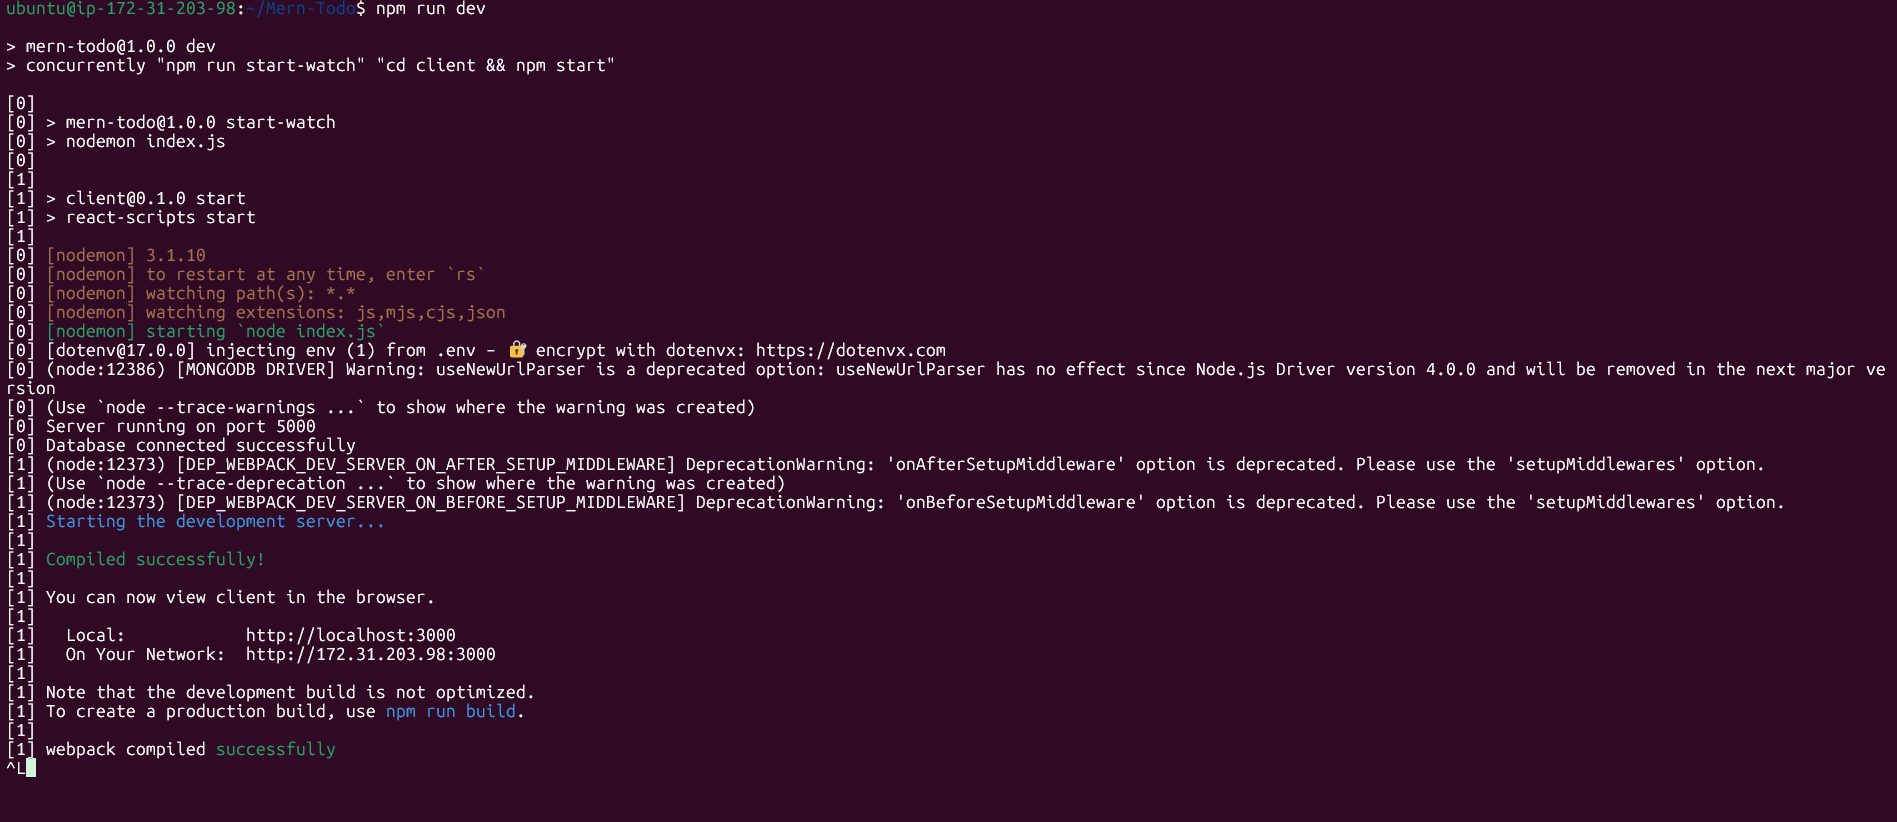 ubuntu@ip-172-31-203-98:~/Mern-Todo$ npm run dev
> mern-todo@1.0.0 dev
> concurrently "npm run start-watch" "cd client && npm start"
[0]
[0] > mern-todo@1.0.0 start-watch
[0] > nodemon index.js
[0]
[1]
[1] > client@0.1.0 start
[1] > react-scripts start
[1]
[0] [nodemon] 3.1.10
[0] [nodemon] to restart at any time, enter `rs`
[0] [nodemon] watching path(s): *.*
[0] [nodemon] watching extensions: js,mjs,cjs,json
[0] [nodemon] starting `node index.js`
[0] [dotenv@17.0.0] injecting env (1) from .env – 🔐 encrypt with dotenvx: https://dotenvx.com
[0] (node:12386) [MONGODB DRIVER] Warning: useNewUrlParser is a deprecated option: useNewUrlParser has no effect since Node.js Driver version 4.0.0 and will be removed in the next major ve
rsion
[0] (Use `node --trace-warnings ...` to show where the warning was created)
[0] Server running on port 5000
[0] Database connected successfully
[1] (node:12373) [DEP_WEBPACK_DEV_SERVER_ON_AFTER_SETUP_MIDDLEWARE] DeprecationWarning: 'onAfterSetupMiddleware' option is deprecated. Please use the 'setupMiddlewares' option.
[1] (Use `node --trace-deprecation ...` to show where the warning was created)
[1] (node:12373) [DEP_WEBPACK_DEV_SERVER_ON_BEFORE_SETUP_MIDDLEWARE] DeprecationWarning: 'onBeforeSetupMiddleware' option is deprecated. Please use the 'setupMiddlewares' option.
[1] Starting the development server...
[1]
[1] Compiled successfully!
[1]
[1] You can now view client in the browser.
[1]
[1]   Local:            http://localhost:3000
[1]   On Your Network:  http://172.31.203.98:3000
[1]
[1] Note that the development build is not optimized.
[1] To create a production build, use npm run build.
[1]
[1] webpack compiled successfully
^L